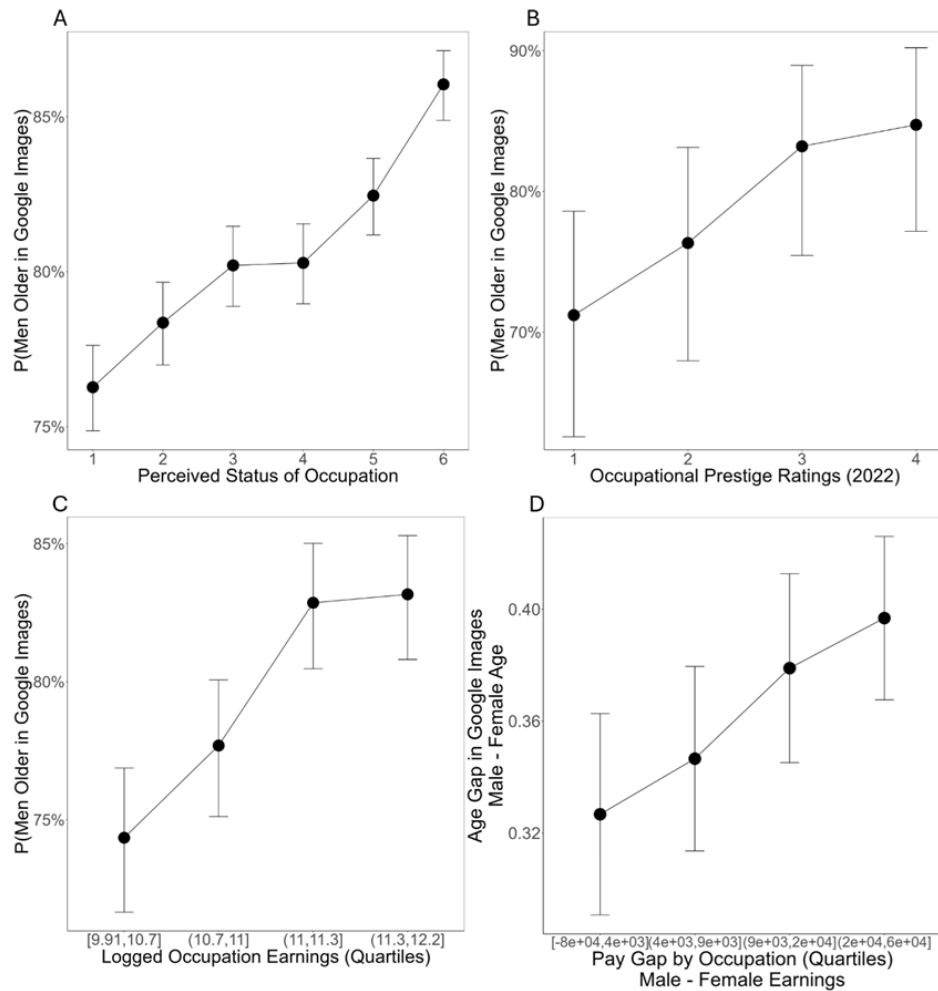 A
P(Men Older in Google Images)
85%
80%
75%
1 2 3 4 5 6
Perceived Status of Occupation
B
P(Men Older in Google Images)
90%
80%
70%
1 2 3 4
Occupational Prestige Ratings (2022)
C
P(Men Older in Google Images)
85%
80%
75%
[9.91,10.7] (10.7,11] (11,11.3] (11.3,12.2]
Logged Occupation Earnings (Quartiles)
D
Age Gap in Google Images
Male - Female Age
0.40
0.36
0.32
[-8e+04,4e+03] (4e+03,9e+03] (9e+03,2e+04] (2e+04,6e+04]
Pay Gap by Occupation (Quartiles)
Male - Female Earnings